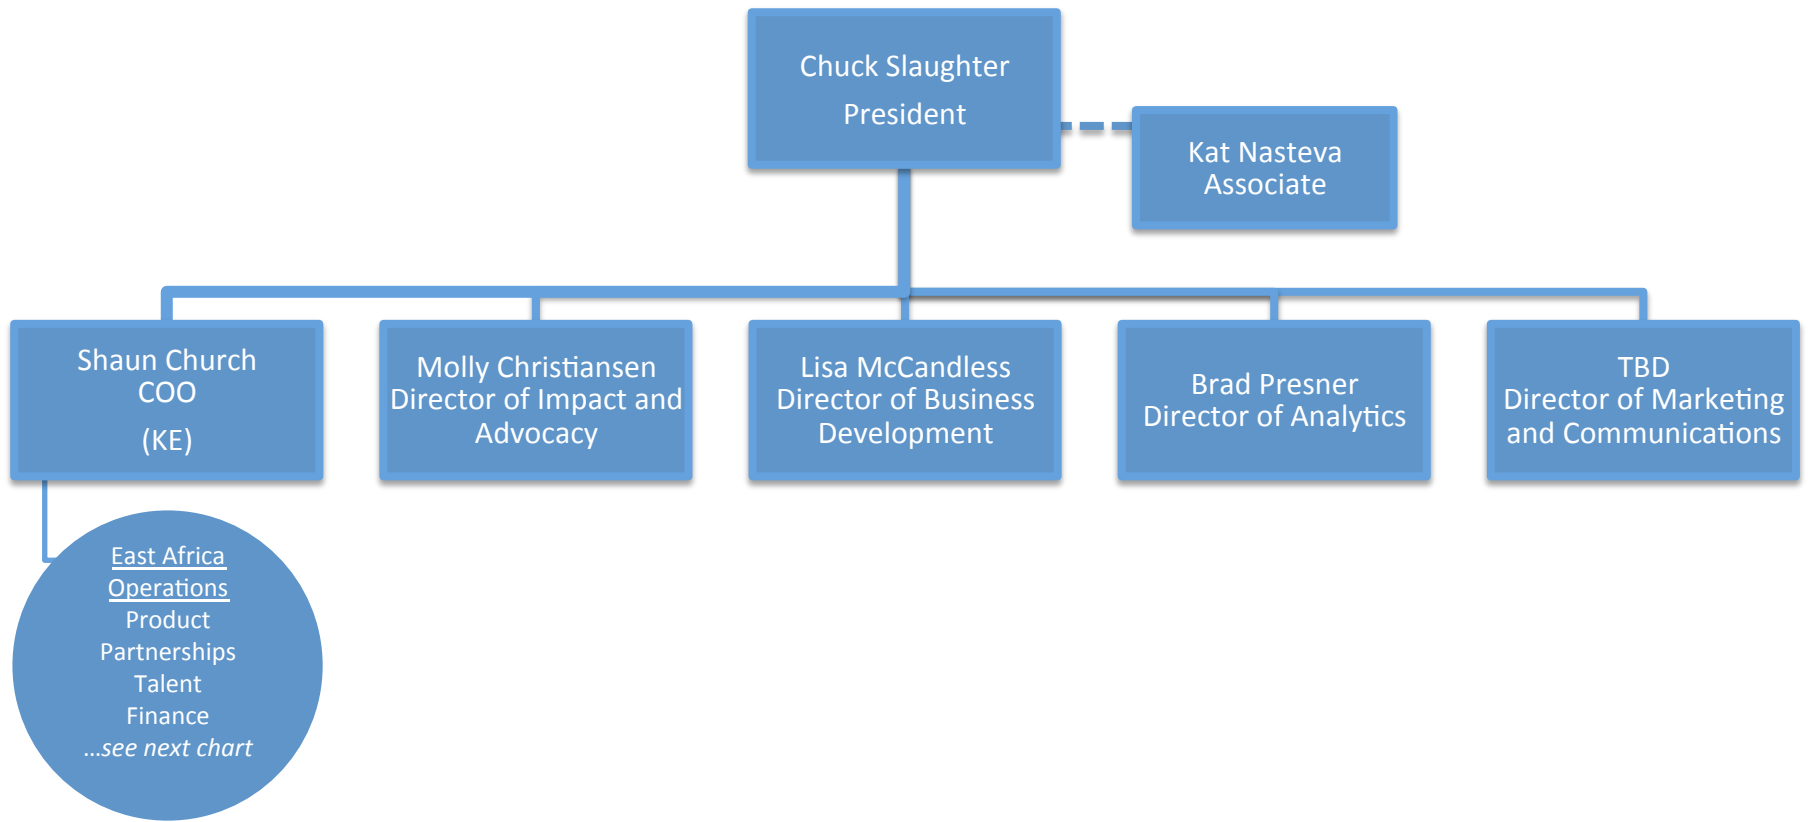 Chuck Slaughter
President
Kat Nasteva
Associate
Shaun Church
COO
(KE)
Molly Christiansen
Director of Impact and
Advocacy
Lisa McCandless
Director of Business
Development
Brad Presner
Director of Analytics
TBD
Director of Marketing
and Communications
East Africa
Operations
Product
Partnerships
Talent
Finance
...see next chart